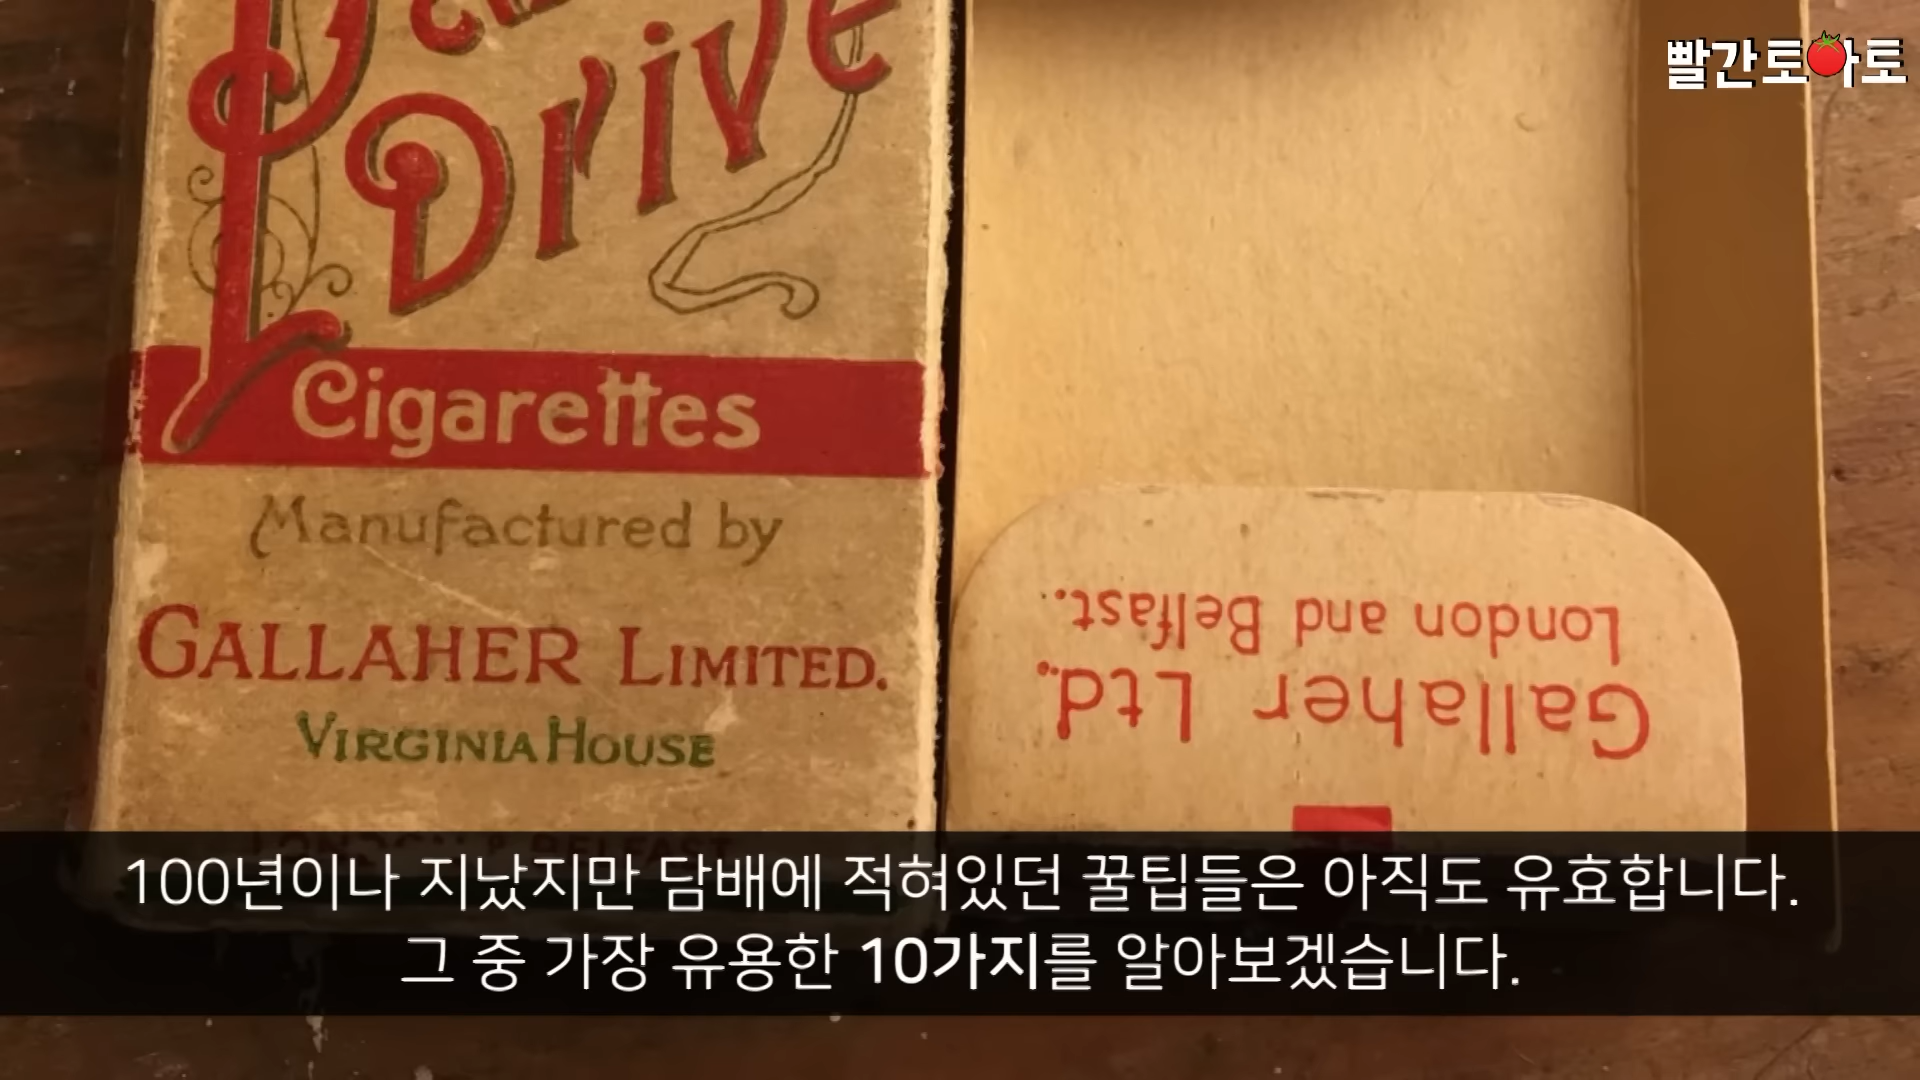 빨간토마토
Drive
Cigarettes
Manufactured by
GALLAHER LIMITED.
VIRGINIA HOUSE
LONDON & BELFAST
Gallaher Ltd.
London and Belfast.
100년이나 지났지만 담배에 적혀있던 꿀팁들은 아직도 유효합니다.
그 중 가장 유용한 10가지를 알아보겠습니다.